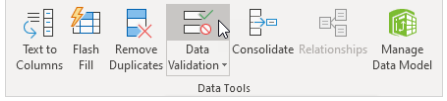 Text to Columns
Flash Fill
Remove Duplicates
Data Validation
Consolidate
Relationships
Manage Data Model
Data Tools